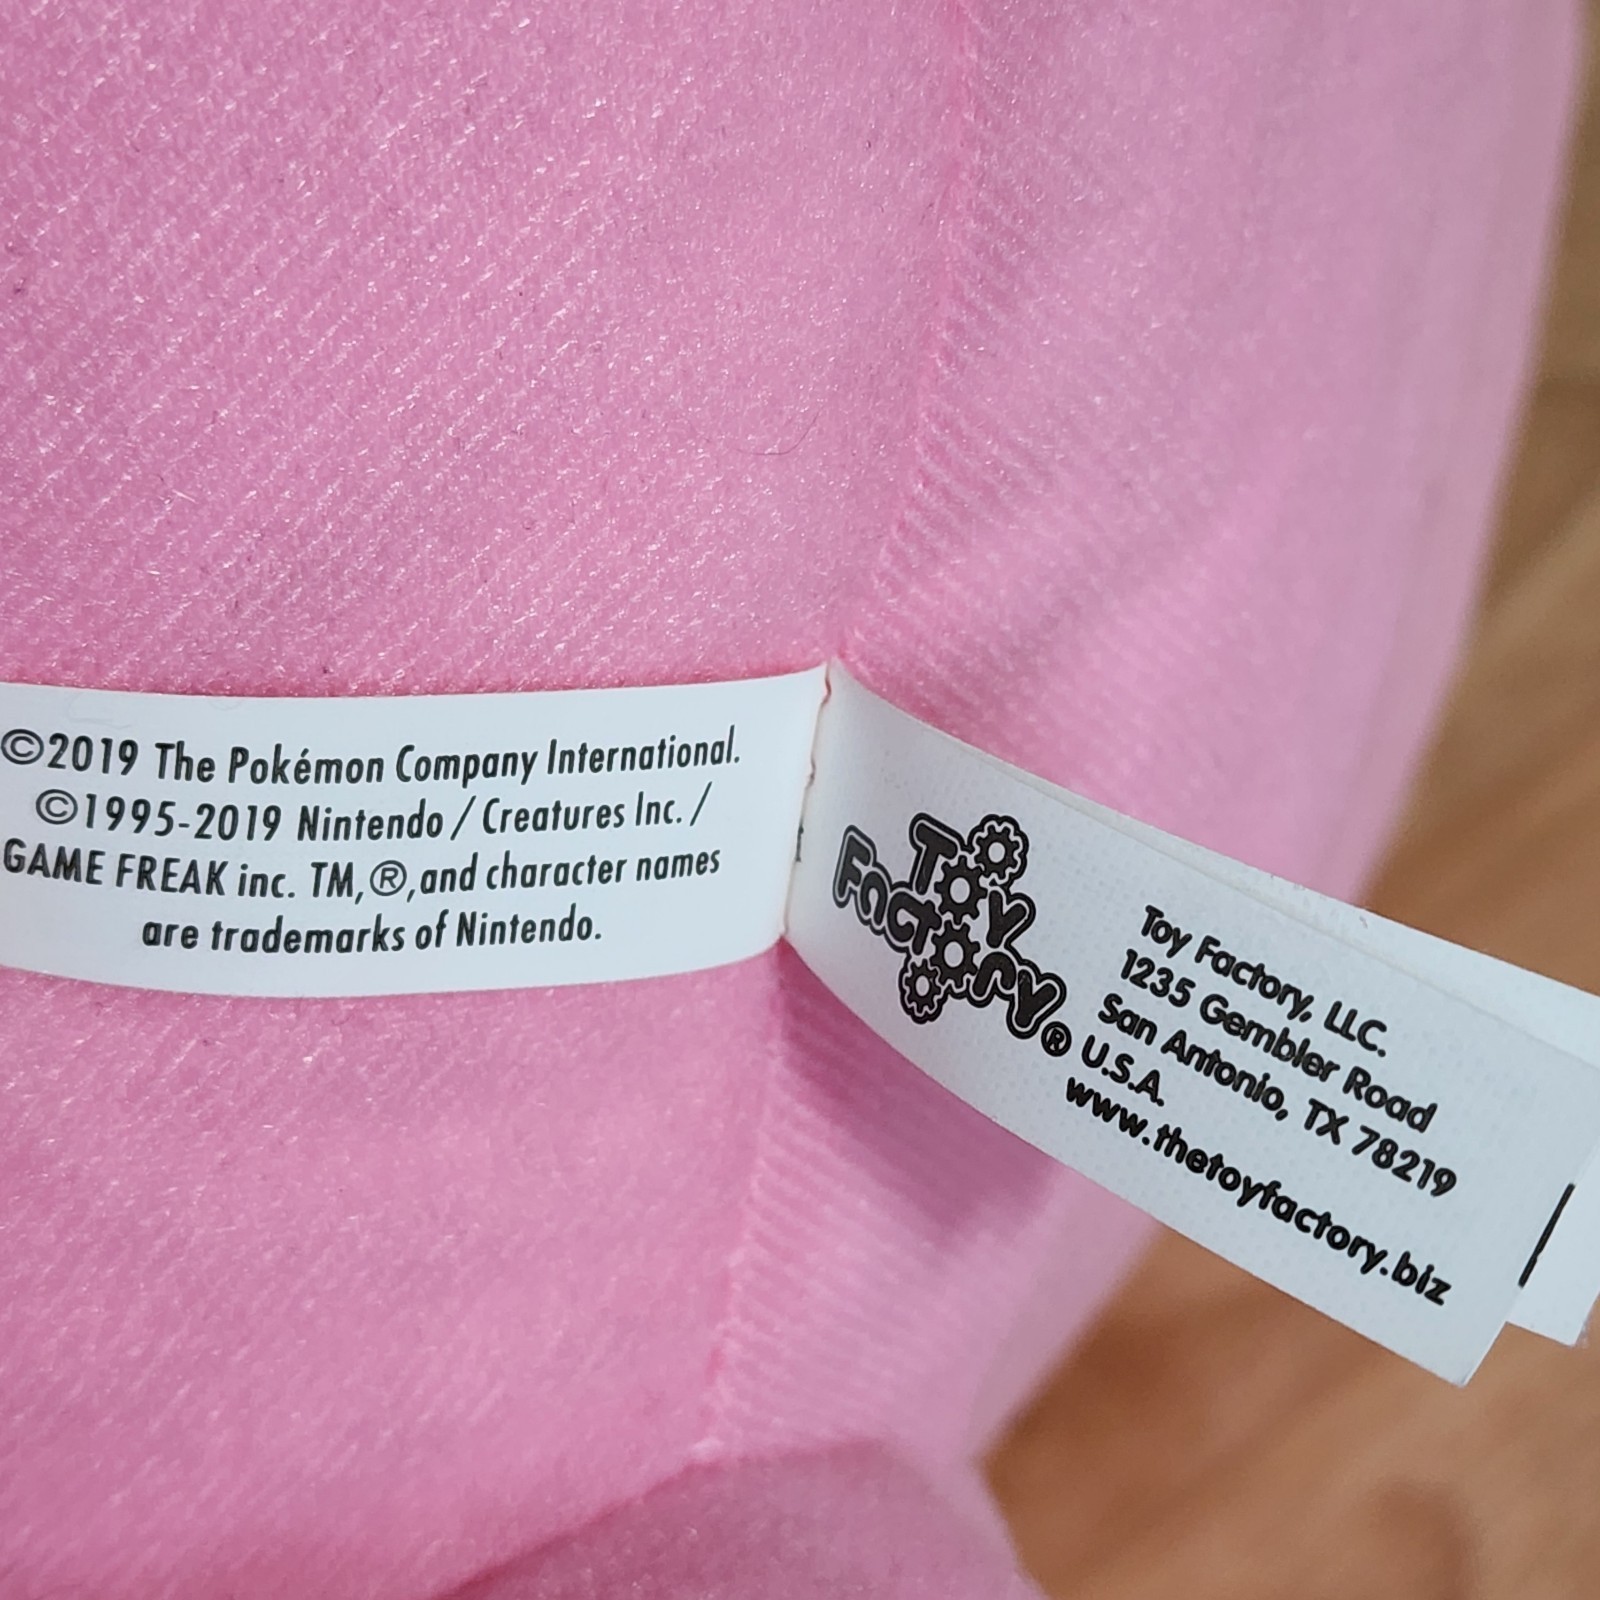 ©2019 The Pokémon Company International.
©1995-2019 Nintendo / Creatures Inc. /
GAME FREAK inc. TM,®,and character names
are trademarks of Nintendo.
Toy
Factory®
Toy Factory, LLC.
1235 Gembler Road
San Antonio, TX 78219
U.S.A.
www.thetoyfactory.biz